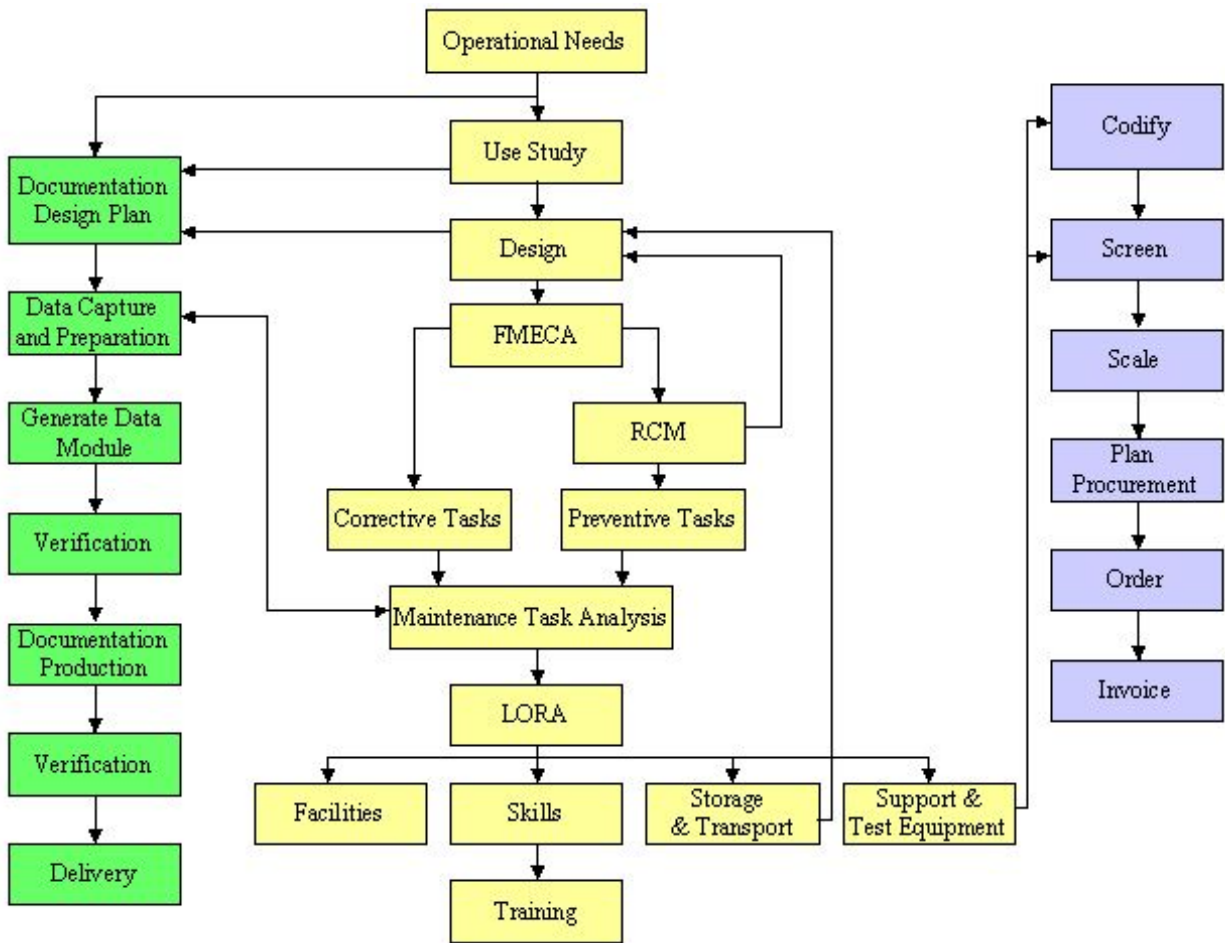 Operational Needs
Use Study
Design
FMECA
RCM
Corrective Tasks
Preventive Tasks
Maintenance Task Analysis
LORA
Facilities
Skills
Storage
& Transport
Support &
Test Equipment
Training
Documentation
Design Plan
Data Capture
and Preparation
Generate Data
Module
Verification
Documentation
Production
Verification
Delivery
Codify
Screen
Scale
Plan
Procurement
Order
Invoice